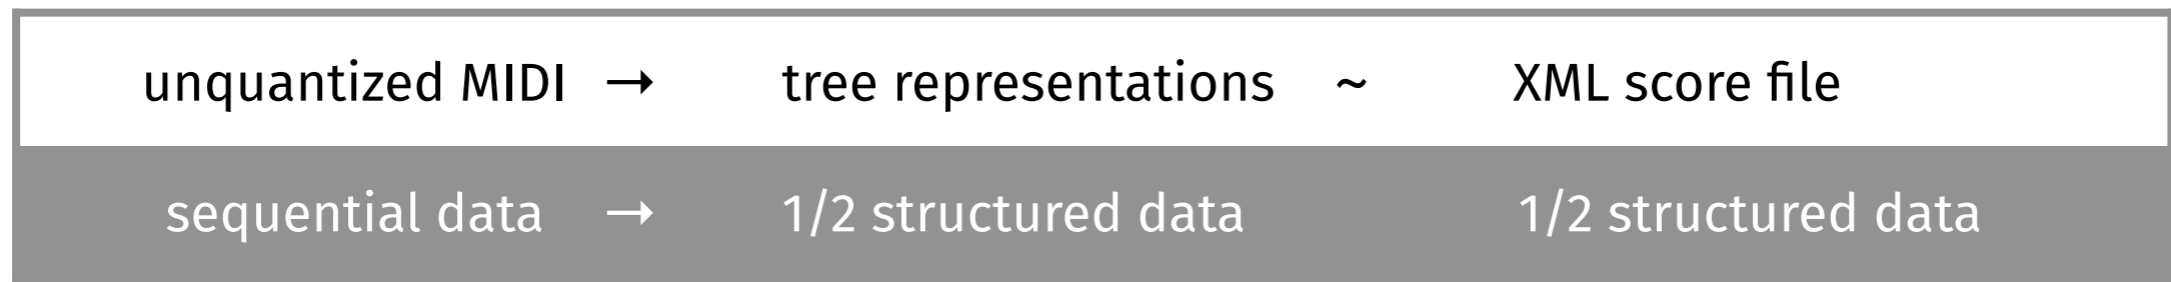 unquantized MIDI → tree representations ~ XML score file
sequential data → 1/2 structured data 1/2 structured data